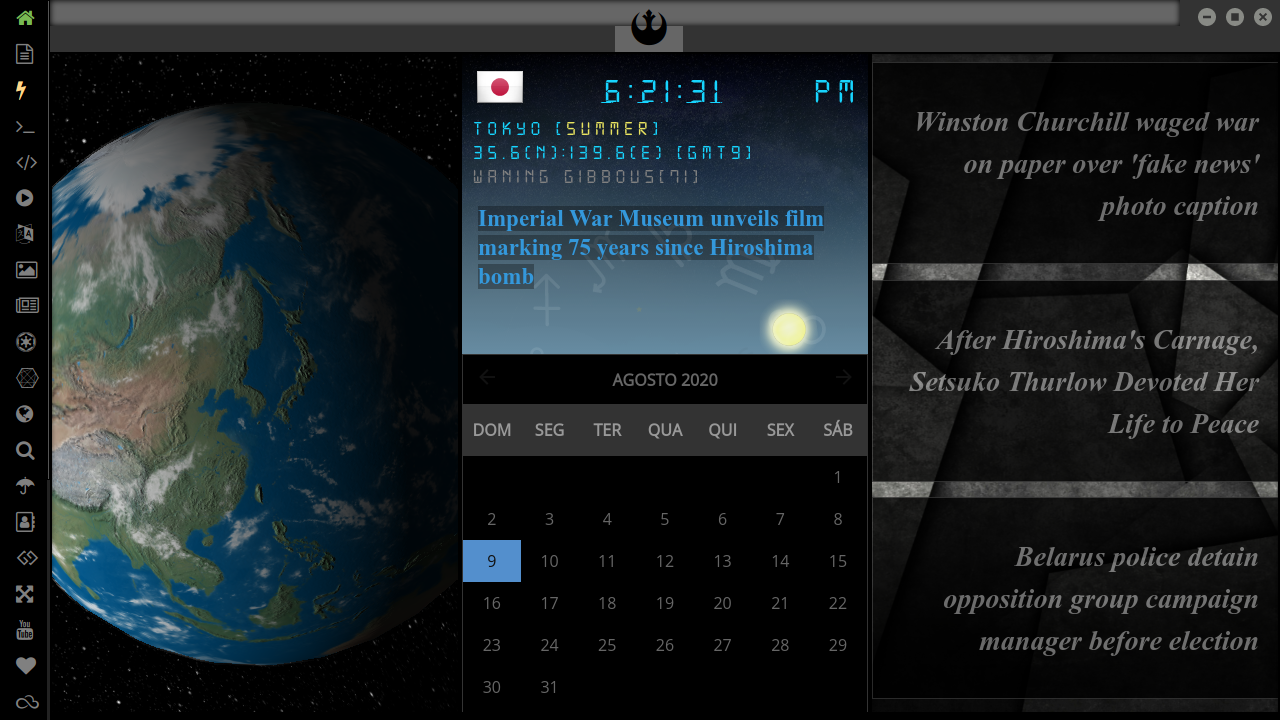 6:21:31 PM
TOKYO [SUMMER]
35.6(N):139.6(E) [GMT9]
WANING GIBBOUS[71]
Imperial War Museum unveils film
marking 75 years since Hiroshima
bomb
AGOSTO 2020
DOM SEG TER QUA QUI SEX SÁB
1
2 3 4 5 6 7 8
9 10 11 12 13 14 15
16 17 18 19 20 21 22
23 24 25 26 27 28 29
30 31
Winston Churchill waged war
on paper over 'fake news'
photo caption
After Hiroshima's Carnage,
Setsuko Thurlow Devoted Her
Life to Peace
Belarus police detain
opposition group campaign
manager before election
You
Tube